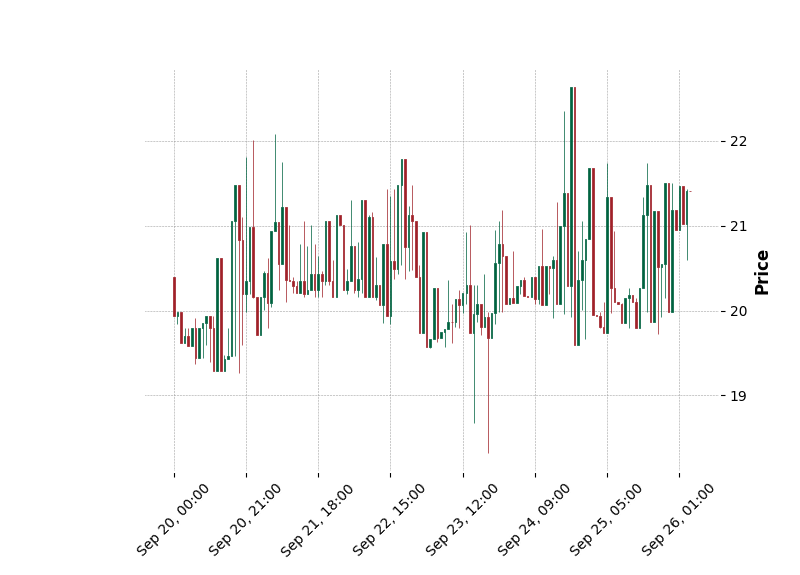 22
21
20
19
Price
Sep 20, 00:00
Sep 20, 21:00
Sep 21, 18:00
Sep 22, 15:00
Sep 23, 12:00
Sep 24, 09:00
Sep 25, 05:00
Sep 26, 01:00